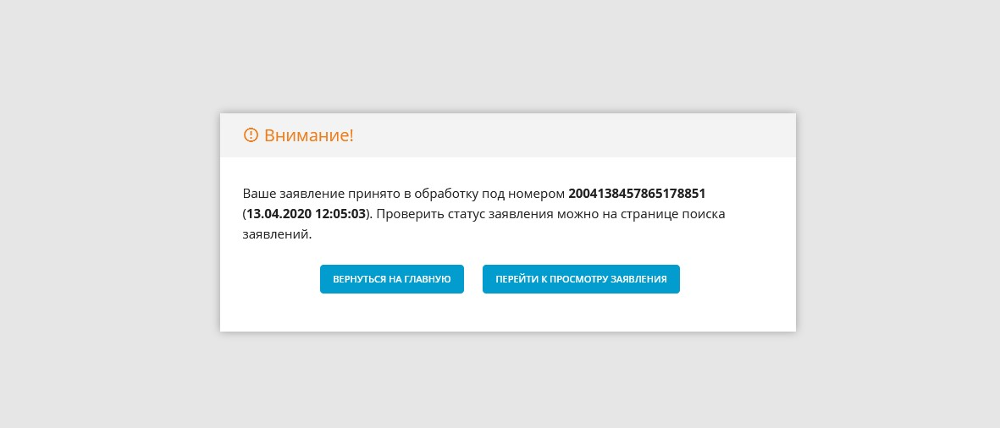 Внимание!
Ваше заявление принято в обработку под номером 2004138457865178851
(13.04.2020 12:05:03). Проверить статус заявления можно на странице поиска
заявлений.
ВЕРНУТЬСЯ НА ГЛАВНУЮ
ПЕРЕЙТИ К ПРОСМОТРУ ЗАЯВЛЕНИЯ